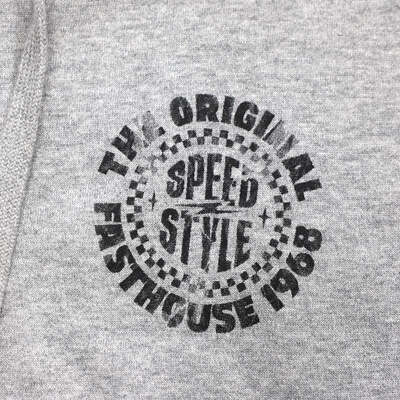 THE ORIGINAL
SPEED
STYLE
FASTHOUSE 1968